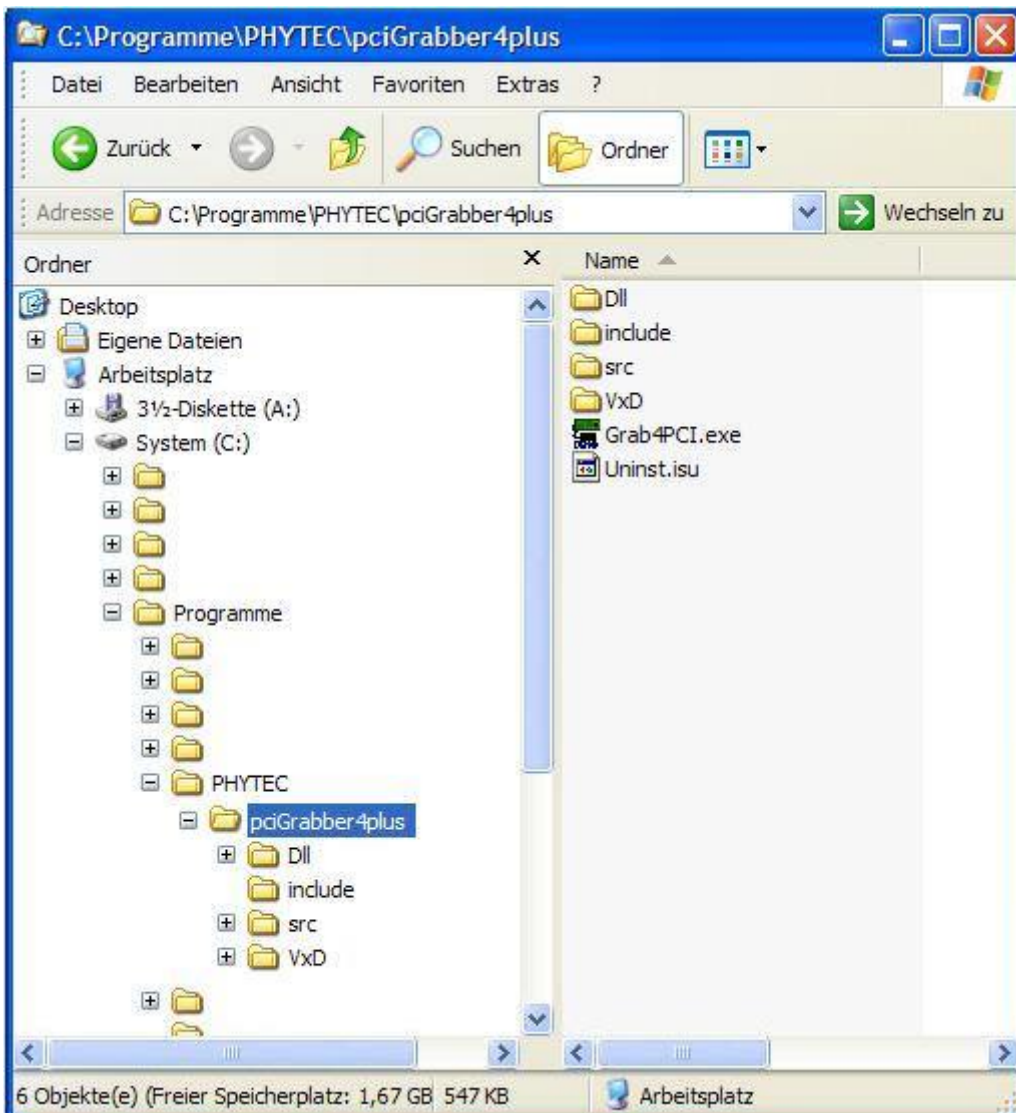 C:\Programme\PHYTEC\pciGrabber4plus
Datei Bearbeiten Ansicht Favoriten Extras ?
Zurück Suchen Ordner
Adresse C:\Programme\PHYTEC\pciGrabber4plus Wechseln zu
Ordner
Desktop
Eigene Dateien
Arbeitsplatz
3½-Diskette (A:)
System (C:)
Programme
PHYTEC
pciGrabber4plus
Dll
include
src
VxD
Name
Dll
include
src
VxD
Grab4PCI.exe
Uninst.isu
6 Objekte(e) (Freier Speicherplatz: 1,67 GB 547 KB Arbeitsplatz